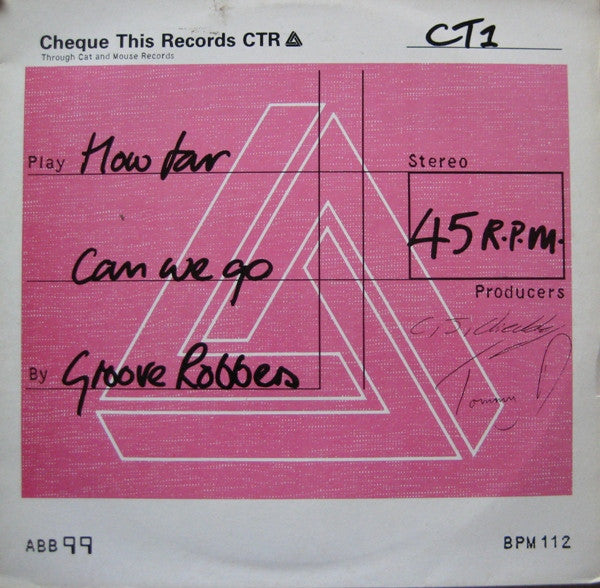 Cheque This Records CTR
Through Cat and Mouse Records
CT1
Play How far
Stereo
45 R.P.M.
Can we go
Producers
C.J.
Tommy D
By Groove Robbers
ABB 99
BPM 112